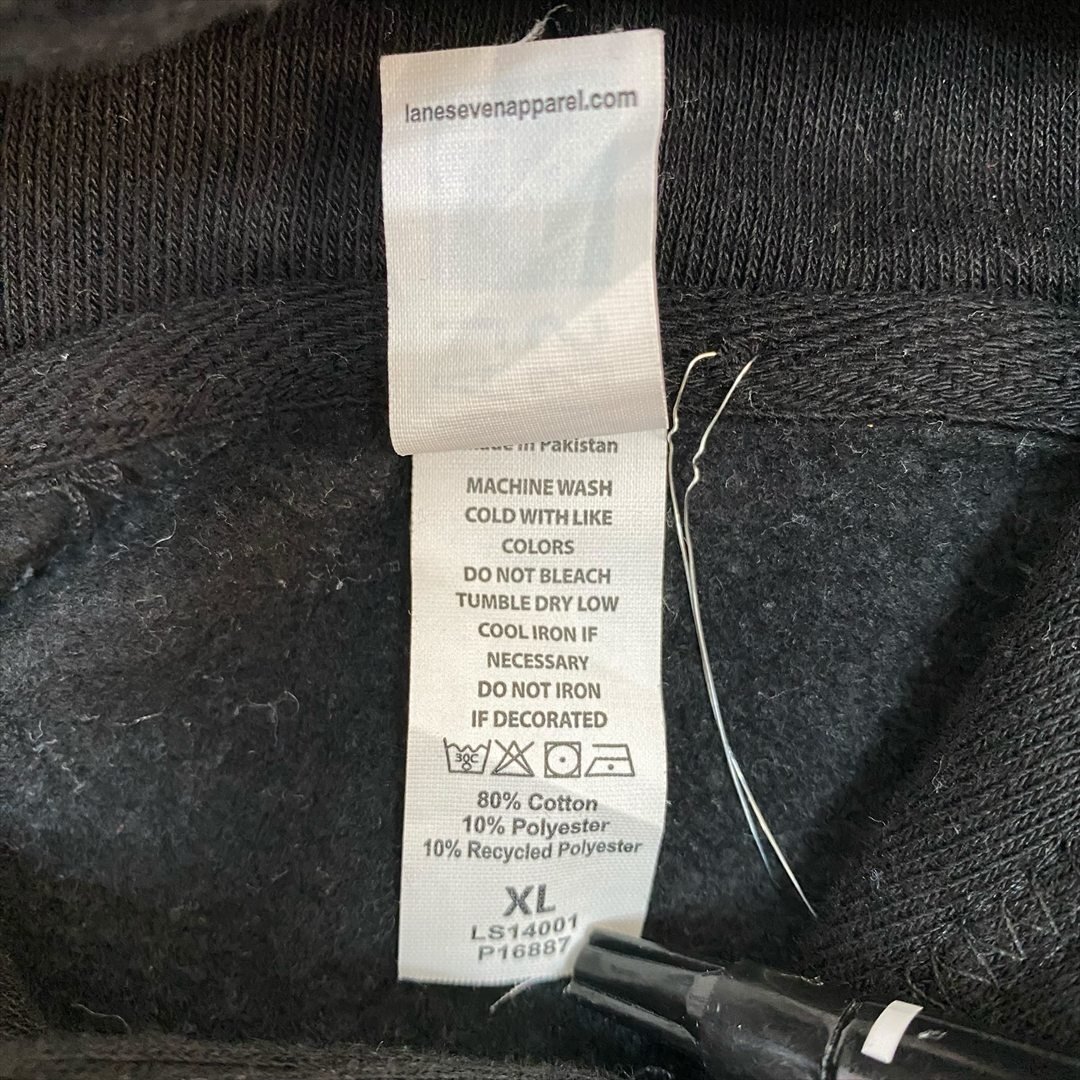 lanesevenapparel.com
in Pakistan
MACHINE WASH
COLD WITH LIKE
COLORS
DO NOT BLEACH
TUMBLE DRY LOW
COOL IRON IF
NECESSARY
DO NOT IRON
IF DECORATED
30C
80% Cotton
10% Polyester
10% Recycled Polyester
XL
LS14001
P16887